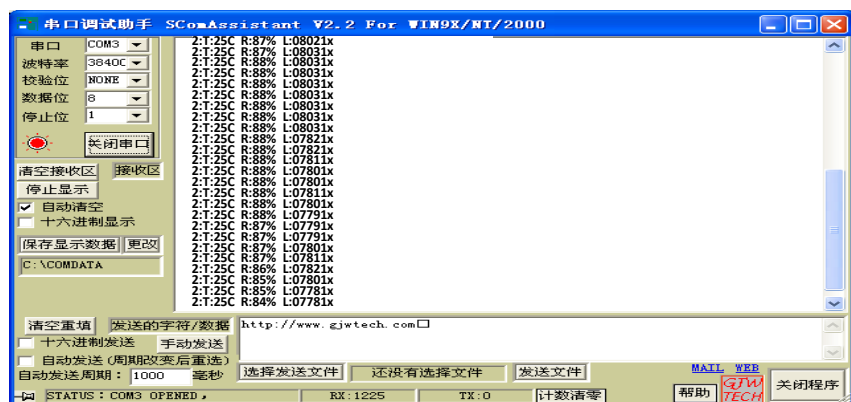 串口调试助手 SComAssistant V2.2 For WIN9X/NT/2000
串口 COM3
波特率 38400
校验位 NONE
数据位 8
停止位 1
关闭串口
清空接收区 接收区
停止显示
自动清空
十六进制显示
保存显示数据 更改
C:\COMDATA
2:T:25C R:87% L:08021x
2:T:25C R:87% L:08031x
2:T:25C R:88% L:08031x
2:T:25C R:88% L:08031x
2:T:25C R:88% L:08031x
2:T:25C R:88% L:08031x
2:T:25C R:88% L:08031x
2:T:25C R:88% L:08031x
2:T:25C R:88% L:08031x
2:T:25C R:88% L:07821x
2:T:25C R:88% L:07821x
2:T:25C R:88% L:07811x
2:T:25C R:88% L:07801x
2:T:25C R:88% L:07801x
2:T:25C R:88% L:07811x
2:T:25C R:88% L:07801x
2:T:25C R:88% L:07791x
2:T:25C R:87% L:07791x
2:T:25C R:87% L:07791x
2:T:25C R:87% L:07801x
2:T:25C R:87% L:07811x
2:T:25C R:86% L:07821x
2:T:25C R:85% L:07801x
2:T:25C R:85% L:07781x
2:T:25C R:84% L:07781x
清空重填 发送的字符/数据 http://www.gjwtech.com□
十六进制发送 手动发送
自动发送(周期改变后重选)
自动发送周期: 1000 毫秒 选择发送文件 还没有选择文件 发送文件
MAIL WEB
帮助 GJW TECH 关闭程序
STATUS:COM3 OPENED, RX:1225 TX:0 计数清零